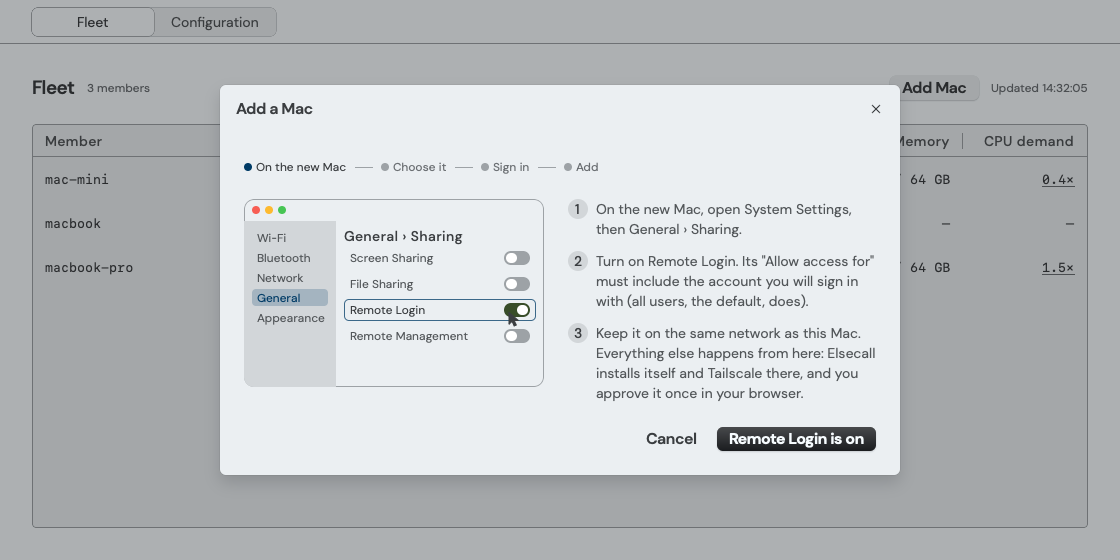 Fleet
Configuration
Fleet
3 members
Add Mac
Updated 14:32:05
Member
Memory
CPU demand
mac-mini
64 GB
0.4×
macbook
—
—
macbook-pro
64 GB
1.5×
Add a Mac
On the new Mac
Choose it
Sign in
Add
Wi-Fi
Bluetooth
Network
General
Appearance
General › Sharing
Screen Sharing
File Sharing
Remote Login
Remote Management
1
On the new Mac, open System Settings,
then General › Sharing.
2
Turn on Remote Login. Its "Allow access for"
must include the account you will sign in
with (all users, the default, does).
3
Keep it on the same network as this Mac.
Everything else happens from here: Elsecall
installs itself and Tailscale there, and you
approve it once in your browser.
Cancel
Remote Login is on